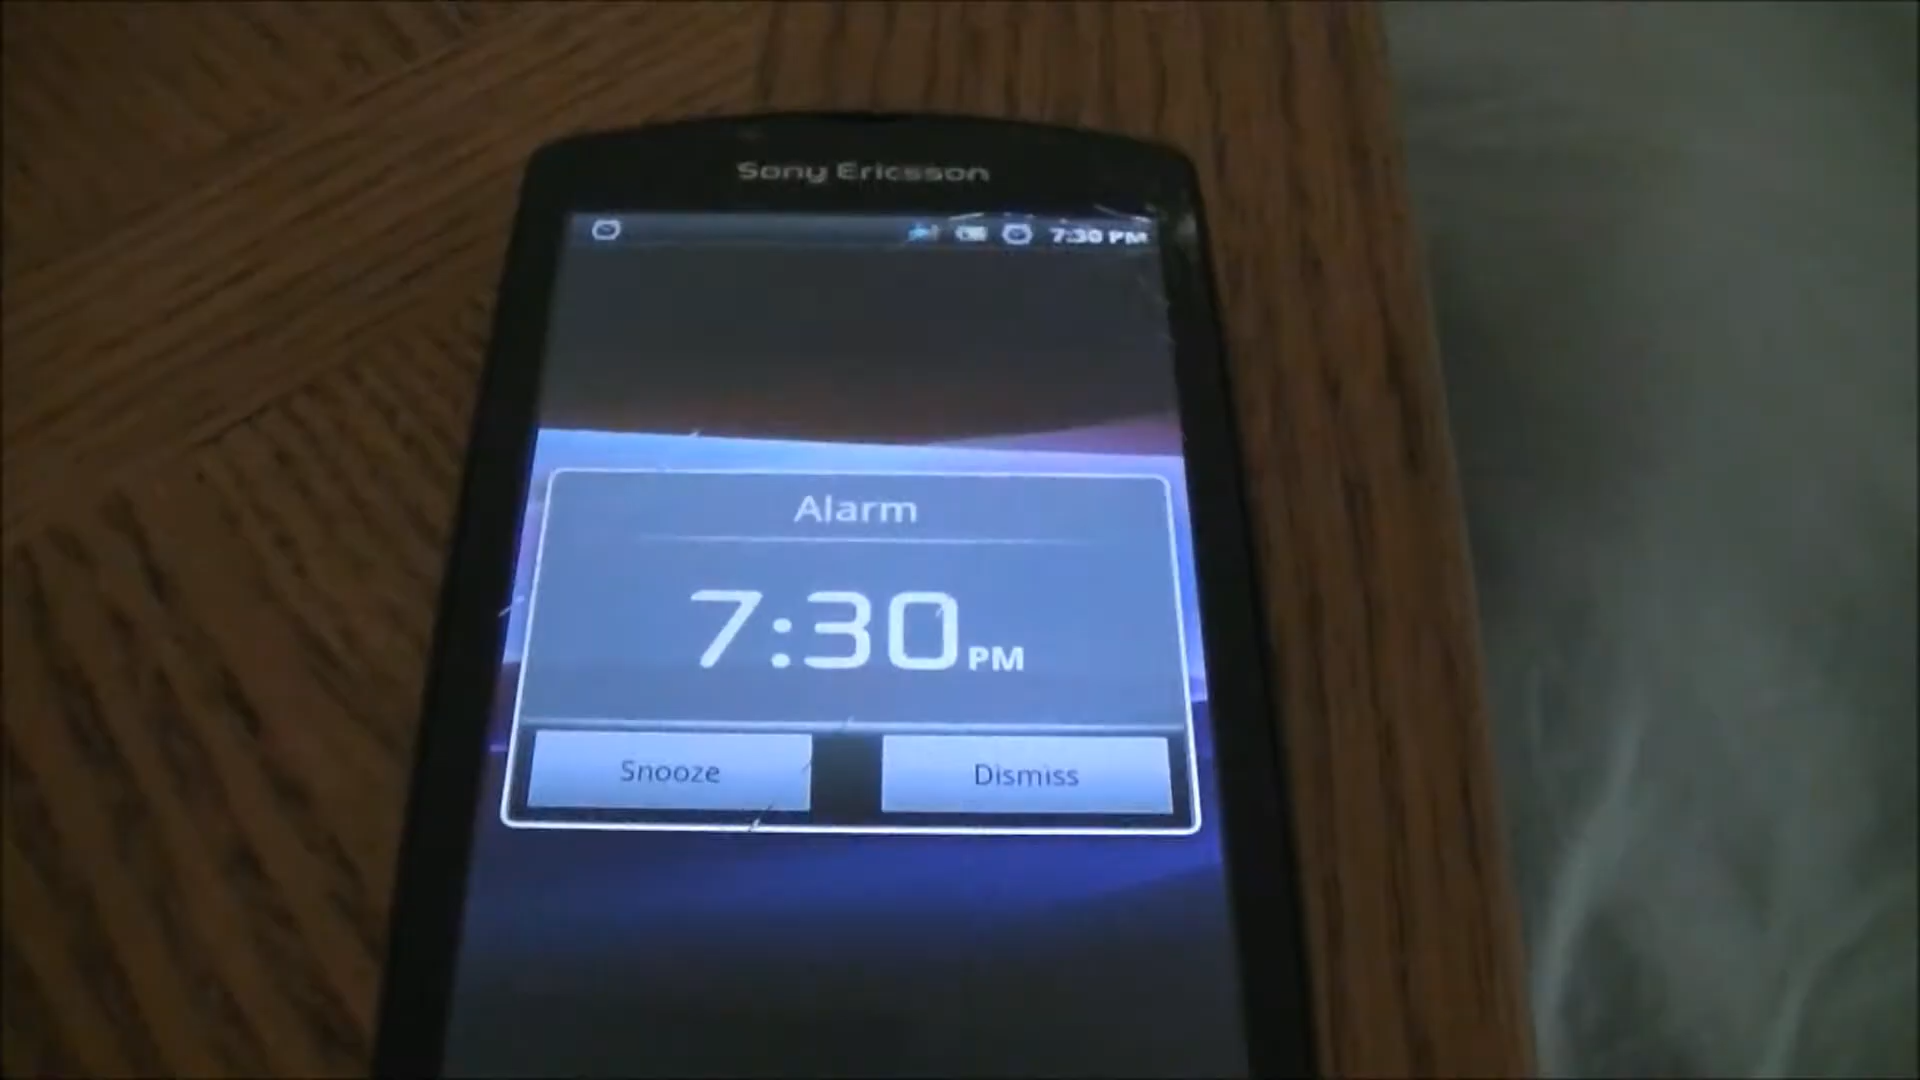 Sony Ericsson
7:30 PM
Alarm
7:30 PM
Snooze
Dismiss